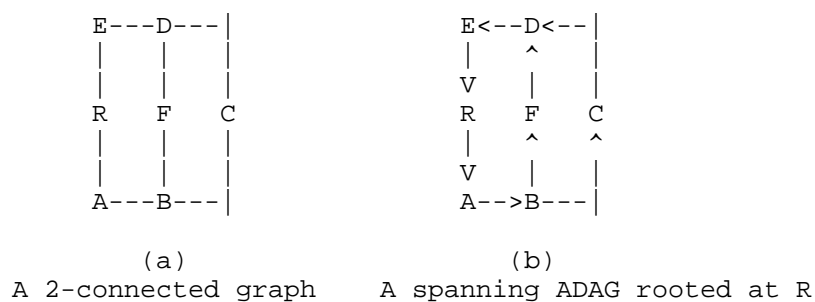 E---D---|           E<--D<--|
|   |   |           |   ^   |
|   |   |           V   |   |
R   F   C           R   F   C
|   |   |           |   ^   ^
|   |   |           V   |   |
A---B---|           A-->B---|
(a)                 (b)
A 2-connected graph    A spanning ADAG rooted at R